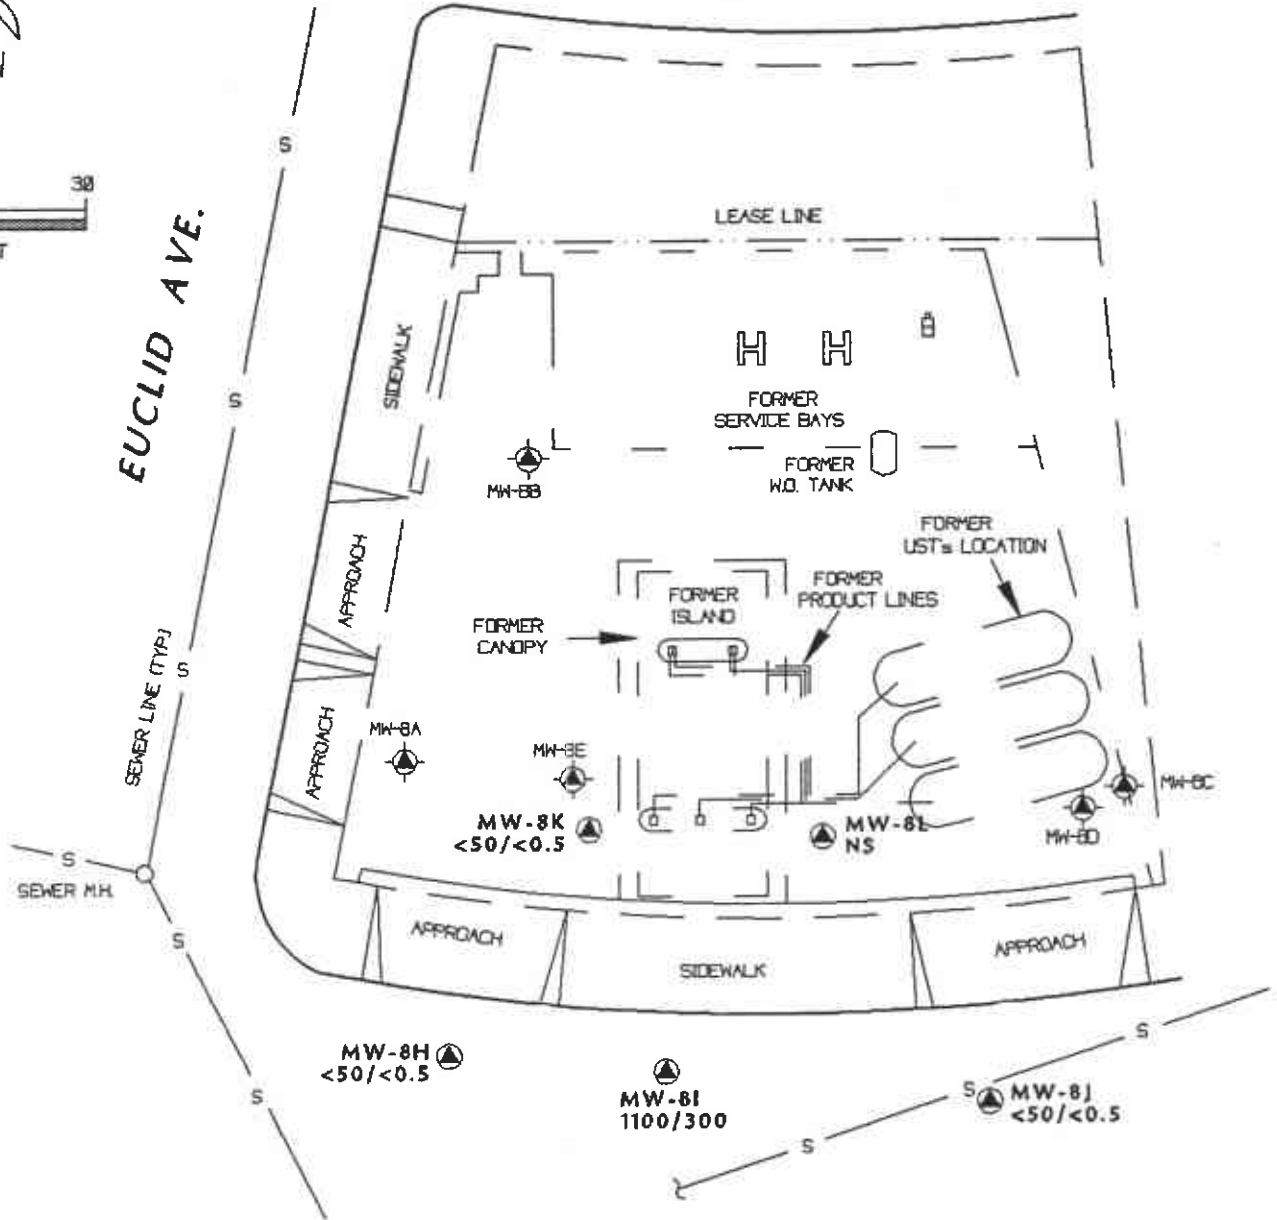 30
EUCLID AVE.
S
S
S
SEWER LINE (TYP)
S
SEWER M.H.
S
S
LEASE LINE
SIDEWALK
H H
FORMER
SERVICE BAYS
FORMER
W.O. TANK
MW-8B
FORMER
UST's LOCATION
APPROACH
FORMER
ISLAND
FORMER
PRODUCT LINES
FORMER
CANOPY
MW-8A
APPROACH
MW-8E
MW-8K
<50/<0.5
MW-8L
NS
MW-8C
MW-8D
APPROACH
SIDEWALK
APPROACH
MW-8H
<50/<0.5
MW-8I
1100/300
S
S
S
MW-8J
<50/<0.5